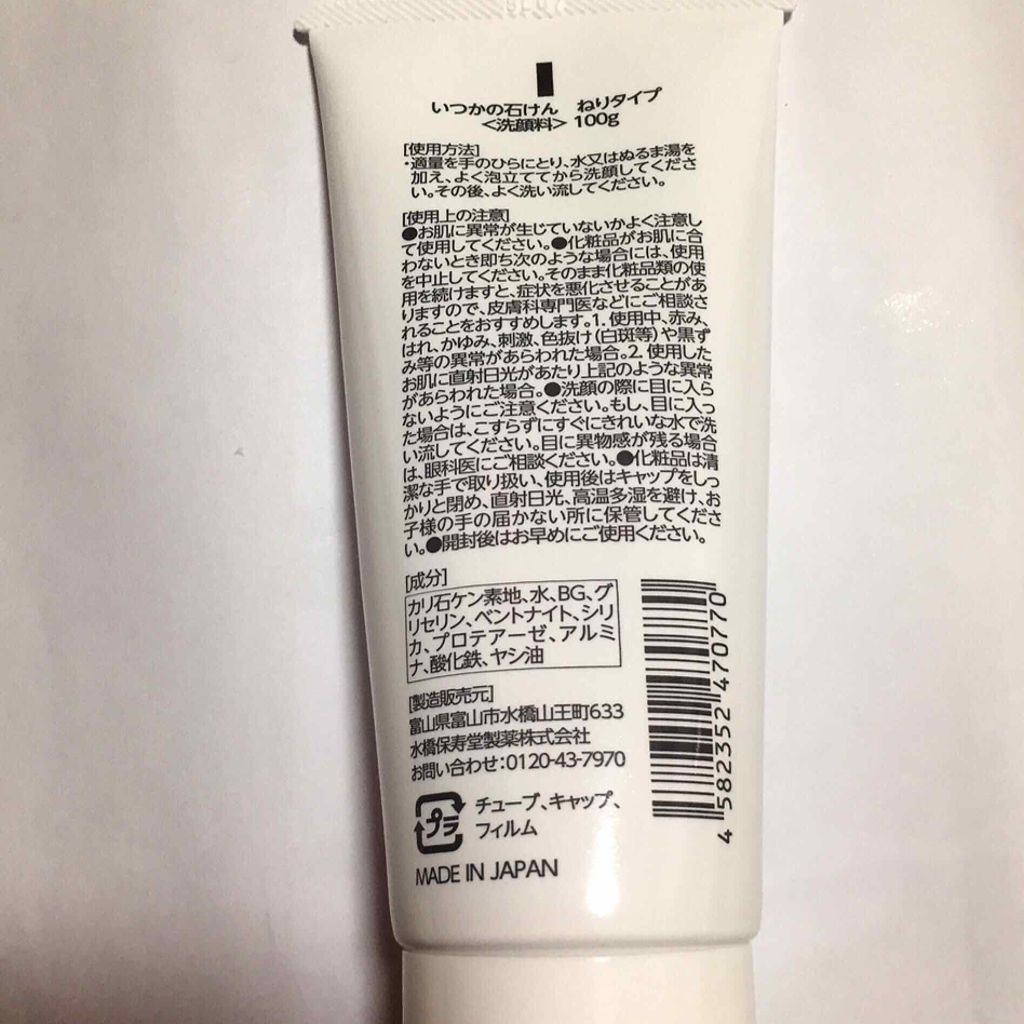 いつかの石けん ねりタイプ
<洗顔料> 100g
[使用方法]
・適量を手のひらにとり、水又はぬるま湯を
加え、よく泡立ててから洗顔してくださ
い。その後、よく洗い流してください。
[使用上の注意]
●お肌に異常が生じていないかよく注意し
て使用してください。●化粧品がお肌に合
わないとき即ち次のような場合には、使用
を中止してください。そのまま化粧品類の使
用を続けますと、症状を悪化させることがあ
りますので、皮膚科専門医などにご相談さ
れることをおすすめします。1. 使用中、赤み、
はれ、かゆみ、刺激、色抜け(白斑等)や黒ず
み等の異常があらわれた場合。2. 使用した
お肌に直射日光があたり上記のような異常
があらわれた場合。●洗顔の際に目に入ら
ないようにご注意ください。もし、目に入っ
た場合は、こすらずにすぐにきれいな水で洗
い流してください。目に異物感が残る場合
は、眼科医にご相談ください。●化粧品は清
潔な手で取り扱い、使用後はキャップをしっ
かりと閉め、直射日光、高温多湿を避け、お
子様の手の届かない所に保管してくださ
い。●開封後はお早めにご使用ください。
[成分]
カリ石ケン素地、水、BG、グ
リセリン、ベントナイト、シリ
カ、プロテアーゼ、アルミ
ナ、酸化鉄、ヤシ油
[製造販売元]
富山県富山市水橋山王町633
水橋保寿堂製薬株式会社
お問い合わせ：0120-43-7970
プラ
チューブ、キャップ、
フィルム
MADE IN JAPAN
4 582352 470770